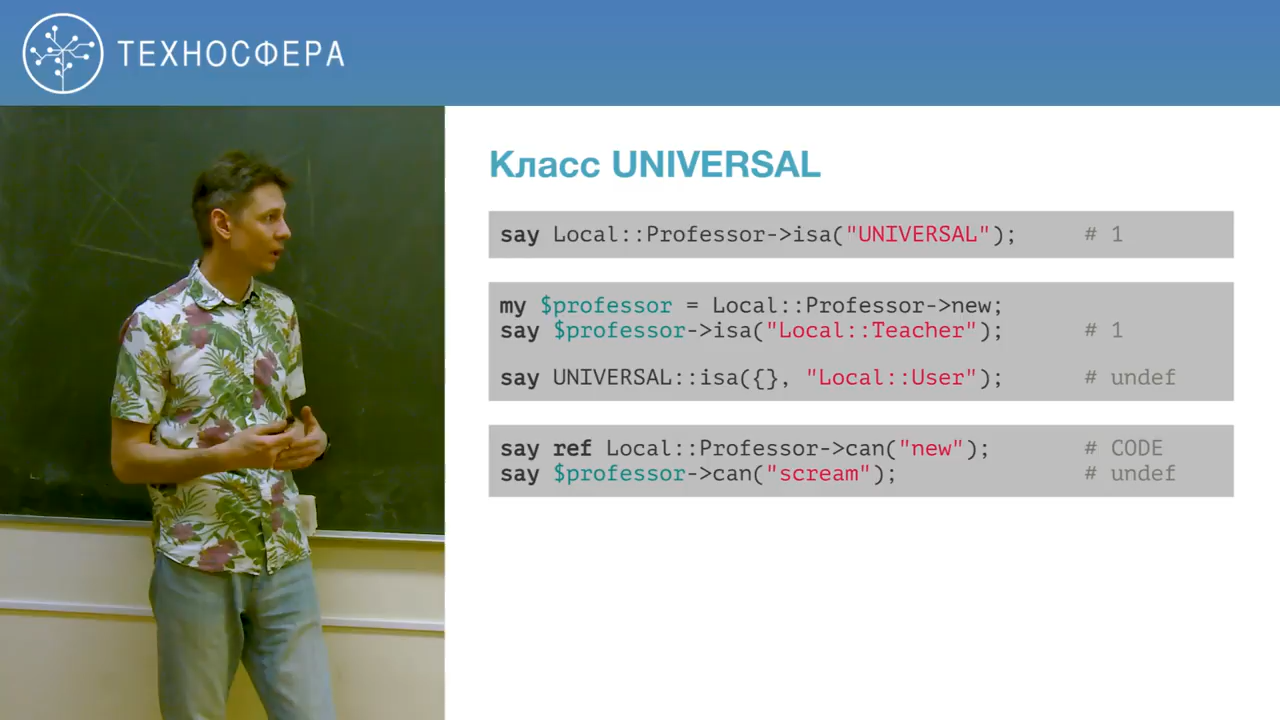 ТЕХНОСФЕРА
Класс UNIVERSAL
say Local::Professor->isa("UNIVERSAL"); # 1
my $professor = Local::Professor->new;
say $professor->isa("Local::Teacher"); # 1
say UNIVERSAL::isa({}, "Local::User"); # undef
say ref Local::Professor->can("new"); # CODE
say $professor->can("scream"); # undef